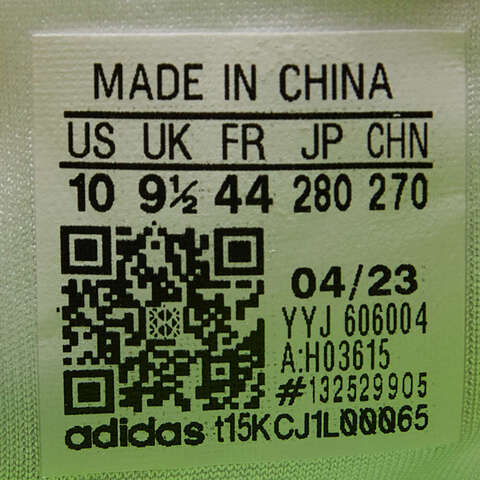 MADE IN CHINA
US UK FR JP CHN
10 9½ 44 280 270
04/23
YYJ 606004
A:H03615
#132529905
adidas t15KCJ1L00065